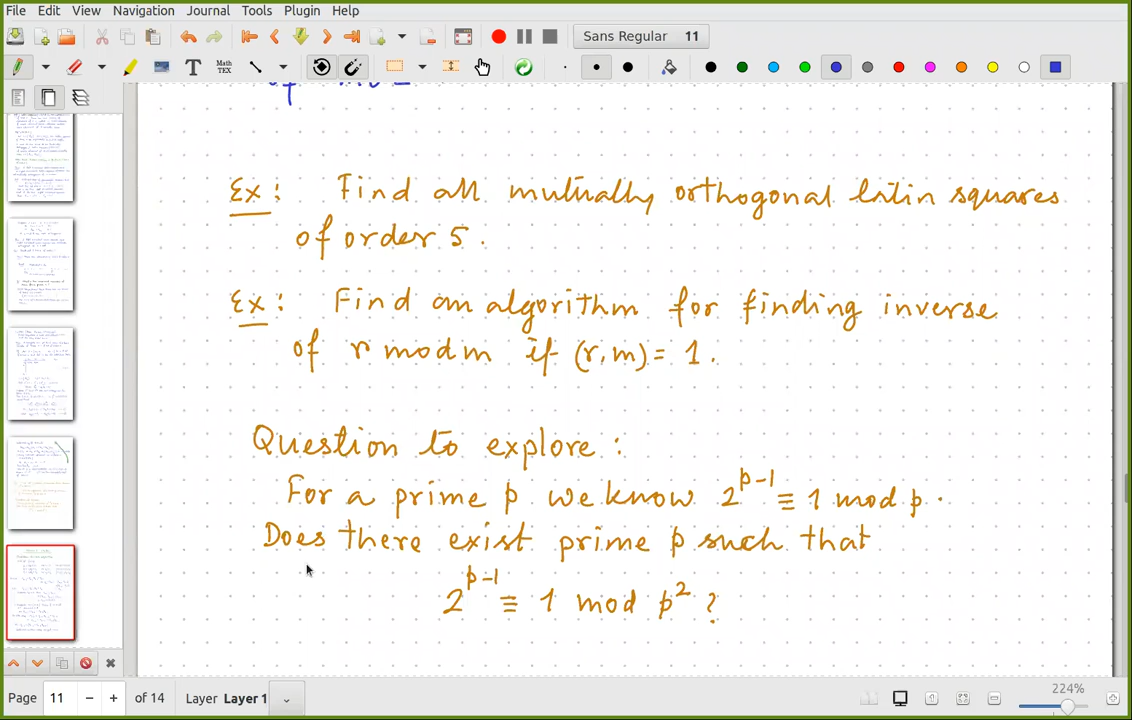 File Edit View Navigation Journal Tools Plugin Help
Sans Regular 11
T Math TEX
Ex: Find all mutually orthogonal latin squares
of order 5.
Ex: Find an algorithm for finding inverse
of r mod m if (r,m) = 1.
Question to explore:
For a prime p we know 2^{p-1} ≡ 1 mod p.
Does there exist prime p such that
2^{p-1} ≡ 1 mod p^2 ?
Page 11 − + of 14 Layer Layer 1 224%